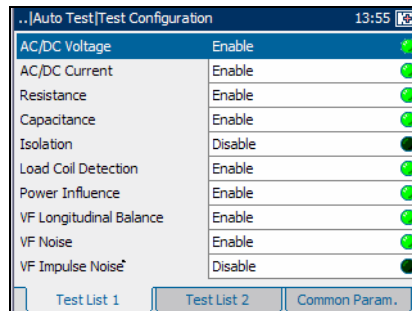 ..|Auto Test|Test Configuration 13:55
AC/DC Voltage Enable
AC/DC Current Enable
Resistance Enable
Capacitance Enable
Isolation Disable
Load Coil Detection Enable
Power Influence Enable
VF Longitudinal Balance Enable
VF Noise Enable
VF Impulse Noise Disable
Test List 1 Test List 2 Common Param.